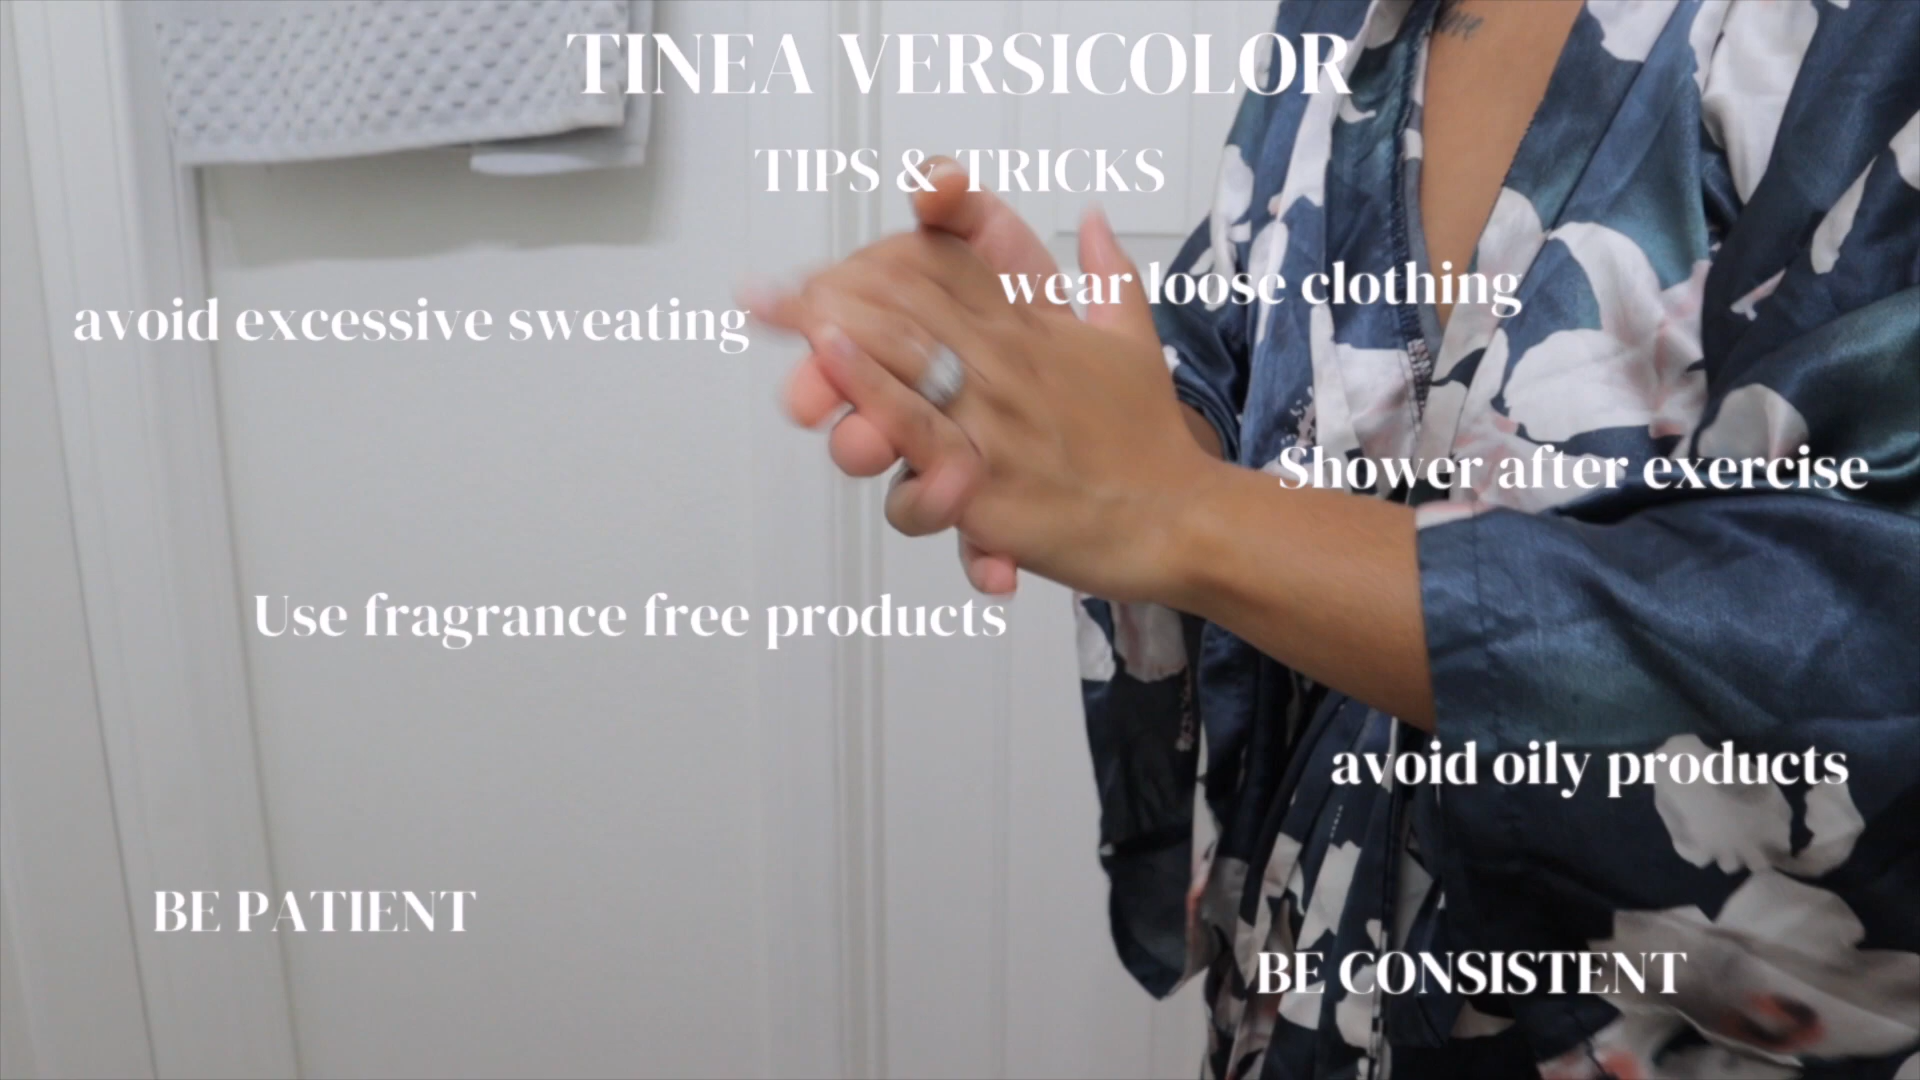 TINEA VERSICOLOR
TIPS & TRICKS
wear loose clothing
avoid excessive sweating
Shower after exercise
Use fragrance free products
avoid oily products
BE PATIENT
BE CONSISTENT